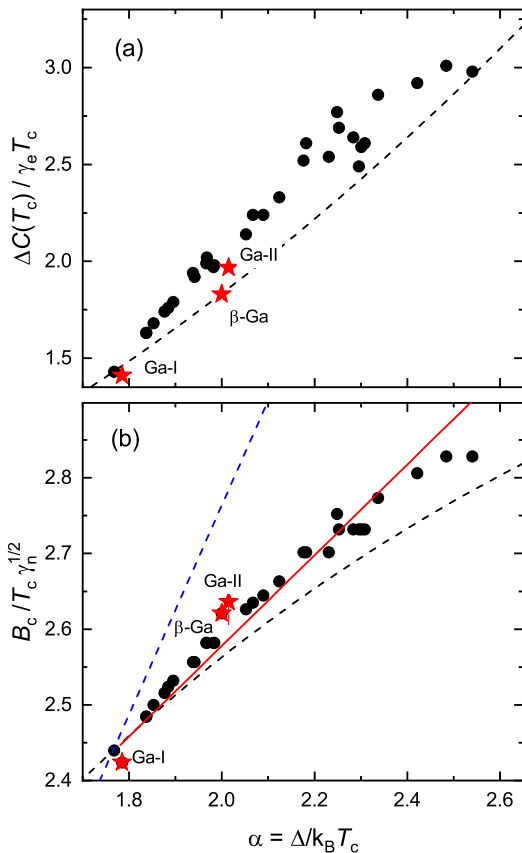 (a)
3.0
2.5
2.0
1.5
ΔC(Tc) / γeTc
Ga-II
β-Ga
Ga-I
(b)
2.8
2.7
2.6
2.5
2.4
Bc / Tc γn1/2
Ga-II
β-Ga
Ga-I
1.8 2.0 2.2 2.4 2.6
α = Δ/kBTc